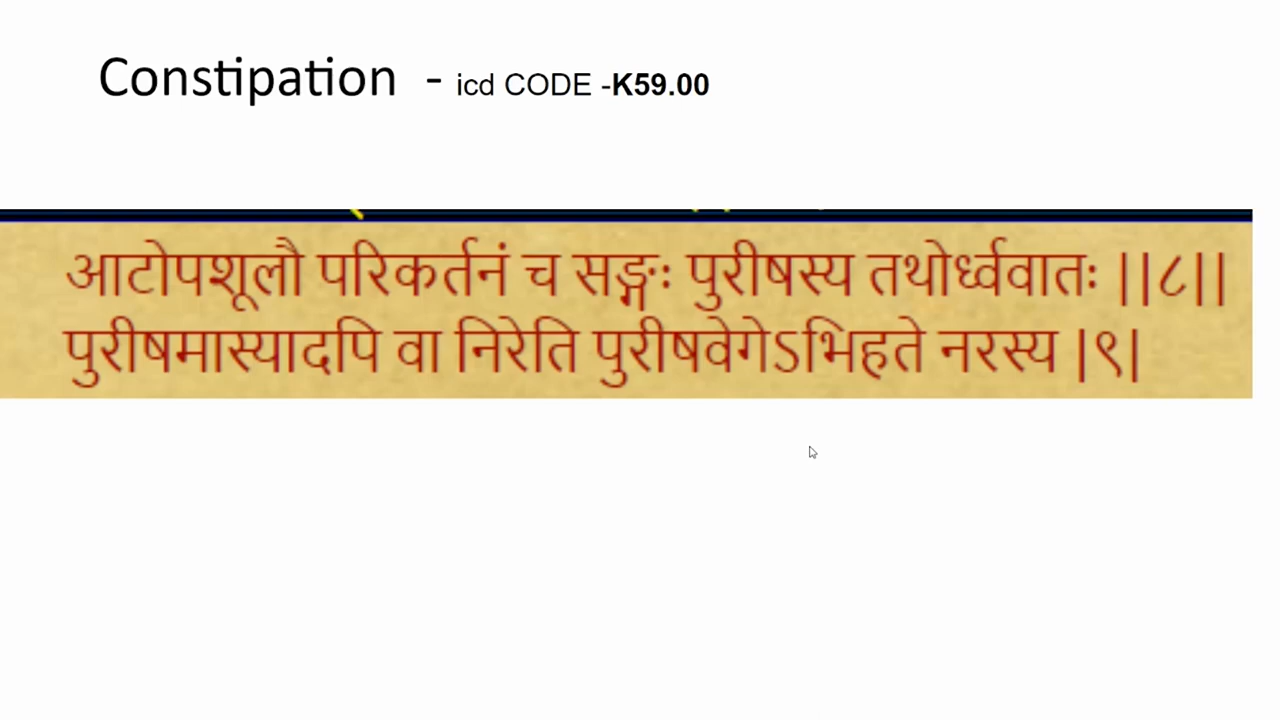 Constipation - icd CODE -K59.00
आटोपशूलौ परिकर्तनं च सङ्गः पुरीषस्य तथोर्ध्ववातः ||८||
पुरीषमास्यादपि वा निरेति पुरीषवेगेऽभिहते नरस्य |९|